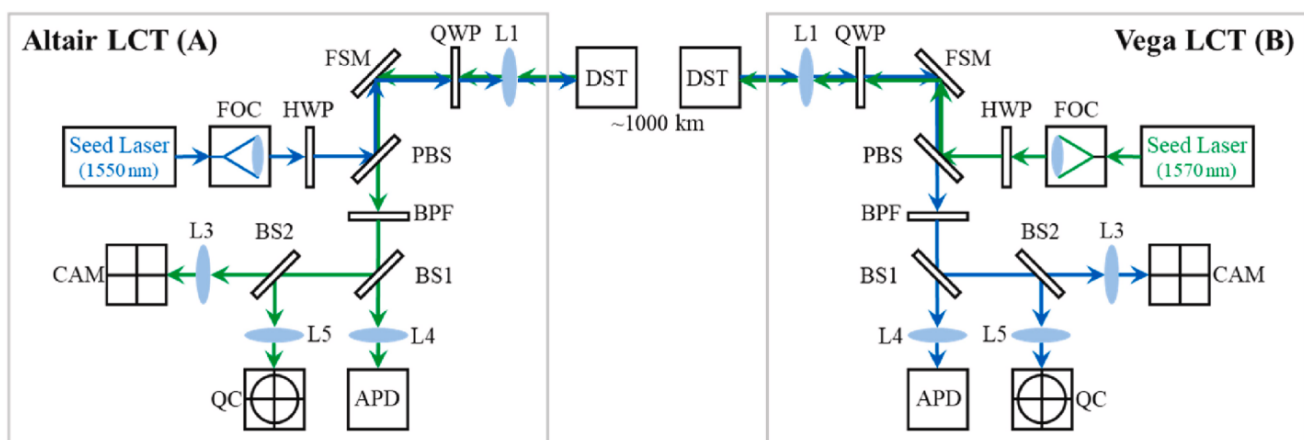 Altair LCT (A)
QWP
L1
FSM
DST
FOC
HWP
Seed Laser
(1550 nm)
PBS
BPF
L3
BS2
BS1
CAM
L5
L4
QC
APD
~1000 km
Vega LCT (B)
L1
QWP
FSM
DST
HWP
FOC
PBS
Seed Laser
(1570 nm)
BPF
BS2
L3
BS1
CAM
L4
L5
APD
QC